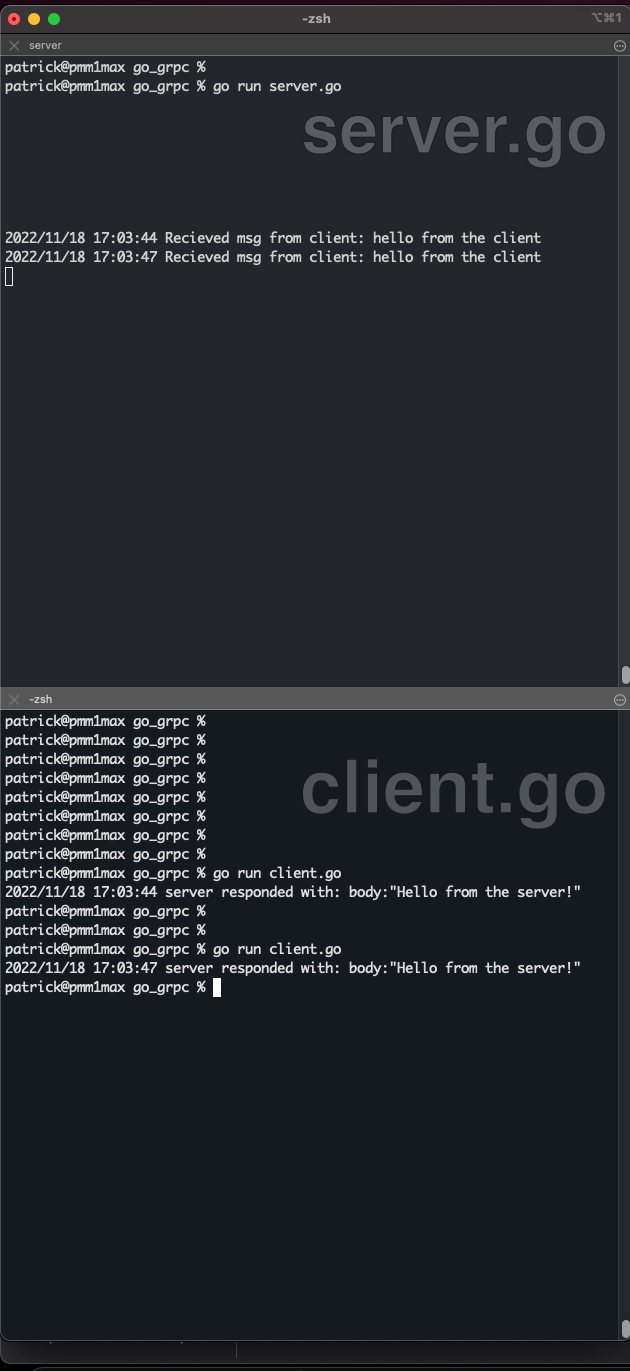 -zsh
⌥⌘1
server
patrick@pmm1max go_grpc %
patrick@pmm1max go_grpc % go run server.go
server.go
2022/11/18 17:03:44 Recieved msg from client: hello from the client
2022/11/18 17:03:47 Recieved msg from client: hello from the client
-zsh
patrick@pmm1max go_grpc %
patrick@pmm1max go_grpc %
patrick@pmm1max go_grpc %
patrick@pmm1max go_grpc %
client.go
patrick@pmm1max go_grpc %
patrick@pmm1max go_grpc %
patrick@pmm1max go_grpc %
patrick@pmm1max go_grpc %
patrick@pmm1max go_grpc % go run client.go
2022/11/18 17:03:44 server responded with: body:"Hello from the server!"
patrick@pmm1max go_grpc %
patrick@pmm1max go_grpc %
patrick@pmm1max go_grpc % go run client.go
2022/11/18 17:03:47 server responded with: body:"Hello from the server!"
patrick@pmm1max go_grpc %